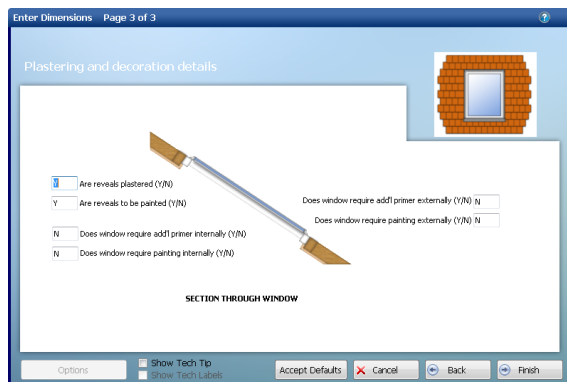 Enter Dimensions Page 3 of 3
?
Plastering and decoration details
Y Are reveals plastered (Y/N)
Y Are reveals to be painted (Y/N)
Does window require add'l primer externally (Y/N) N
Does window require painting externally (Y/N) N
N Does window require add'l primer internally (Y/N)
N Does window require painting internally (Y/N)
SECTION THROUGH WINDOW
Options
Show Tech Tip
Show Tech Labels
Accept Defaults
Cancel
Back
Finish